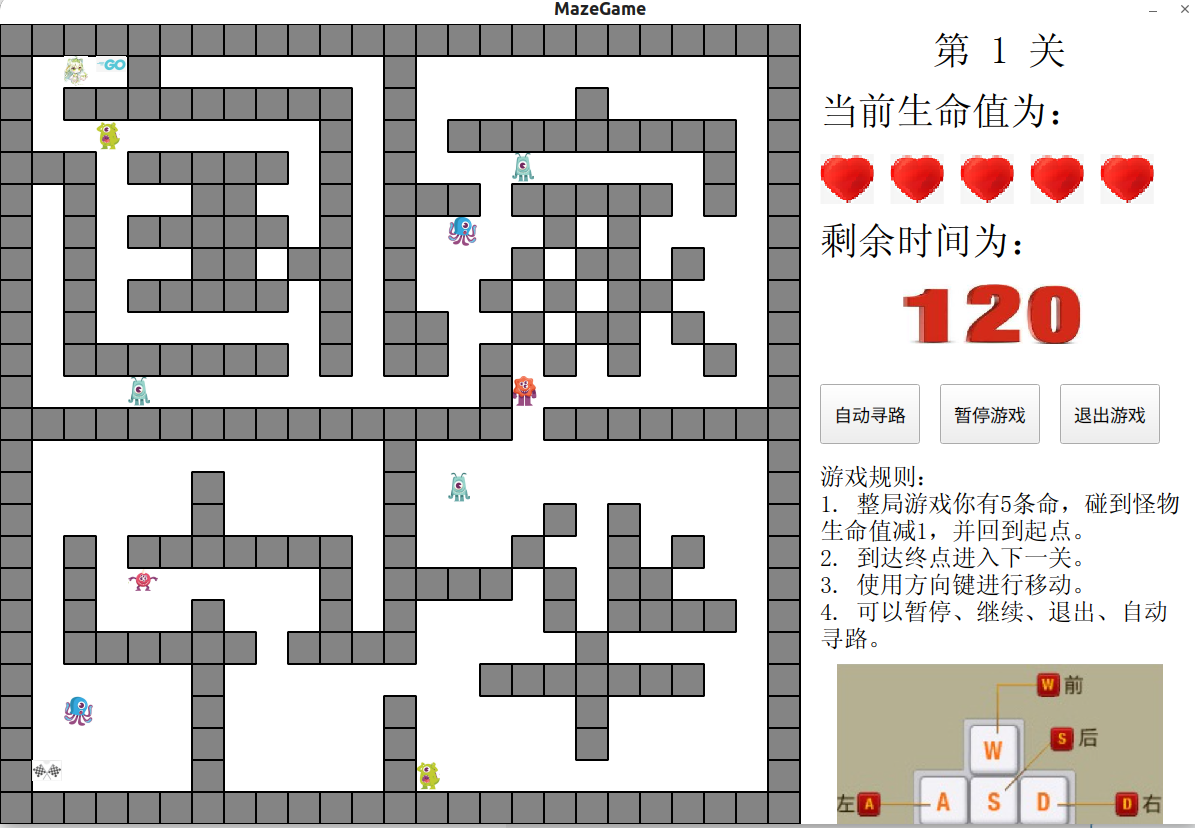 MazeGame
GO
第 1 关
当前生命值为:
剩余时间为:
120
自动寻路 暂停游戏 退出游戏
游戏规则:
1. 整局游戏你有5条命，碰到怪物
生命值减1，并回到起点。
2. 到达终点进入下一关。
3. 使用方向键进行移动。
4. 可以暂停、继续、退出、自动
寻路。
W 前
S 后
W
左 A A S D D 右